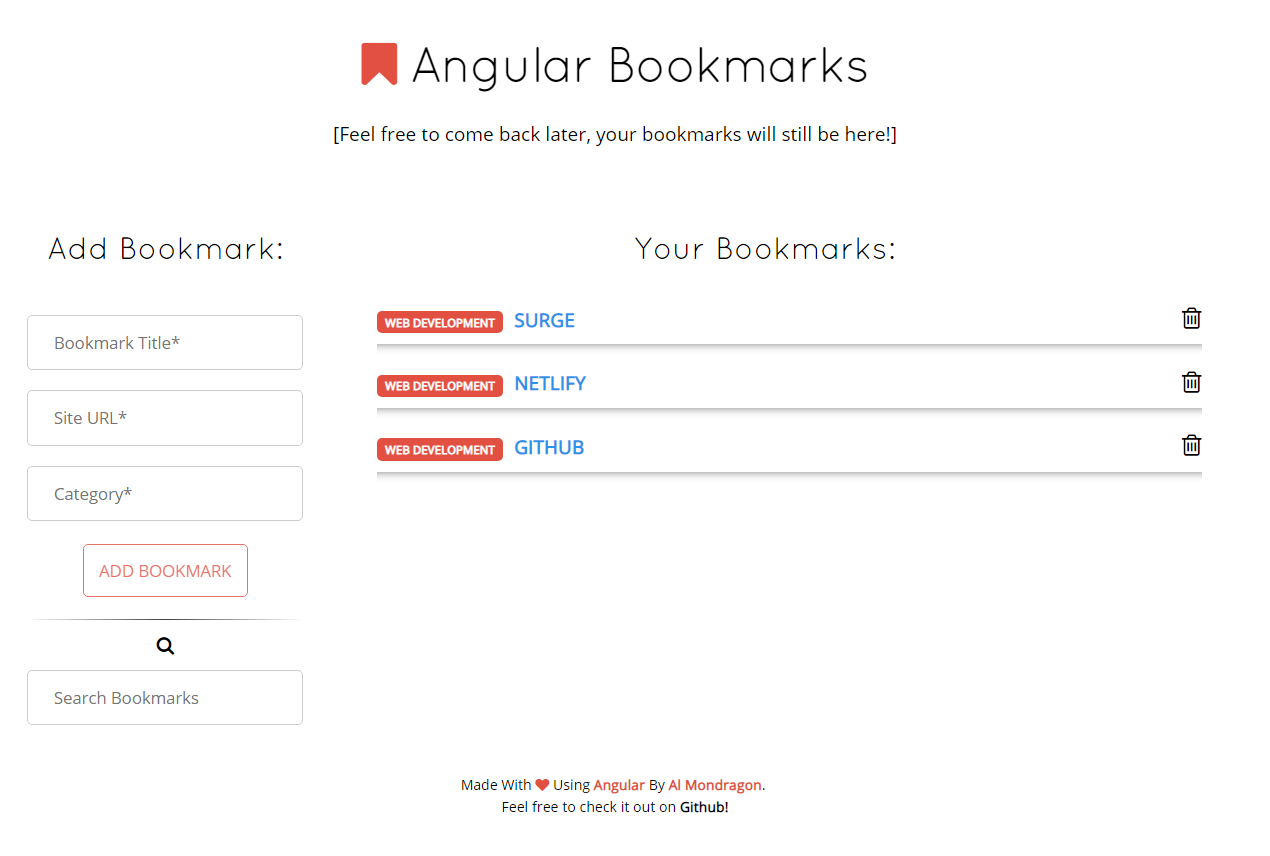 Angular Bookmarks
[Feel free to come back later, your bookmarks will still be here!]
Add Bookmark:
Bookmark Title*
Site URL*
Category*
ADD BOOKMARK
Search Bookmarks
Your Bookmarks:
WEB DEVELOPMENT SURGE
WEB DEVELOPMENT NETLIFY
WEB DEVELOPMENT GITHUB
Made With Using Angular By Al Mondragon.
Feel free to check it out on Github!